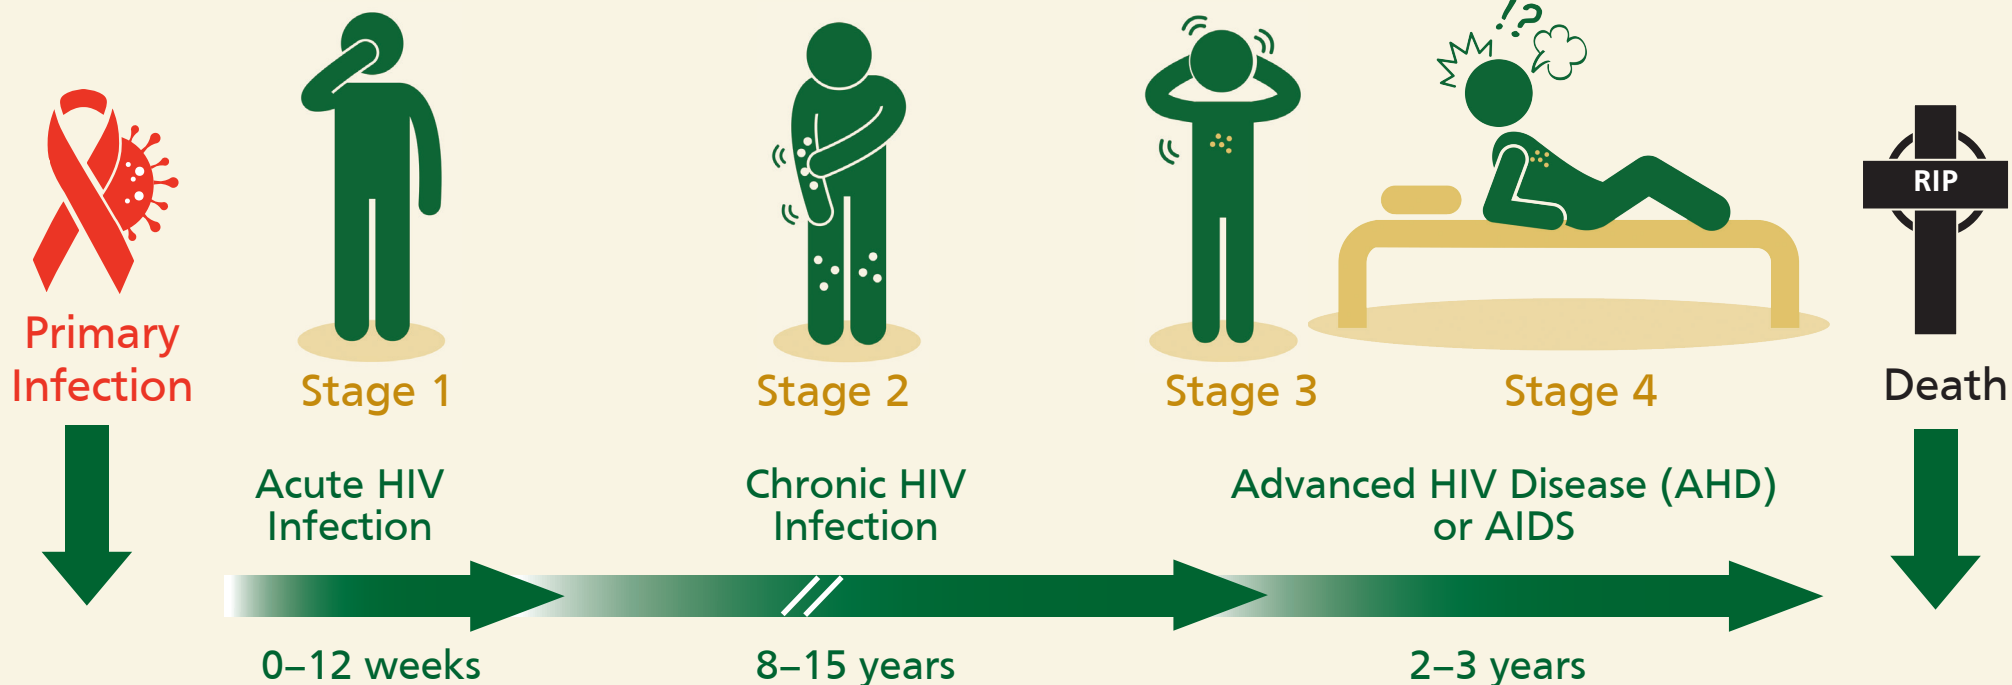 !?
RIP
Primary
Infection
Stage 1
Stage 2
Stage 3
Stage 4
Death
Acute HIV
Infection
Chronic HIV
Infection
Advanced HIV Disease (AHD)
or AIDS
0–12 weeks
8–15 years
2–3 years